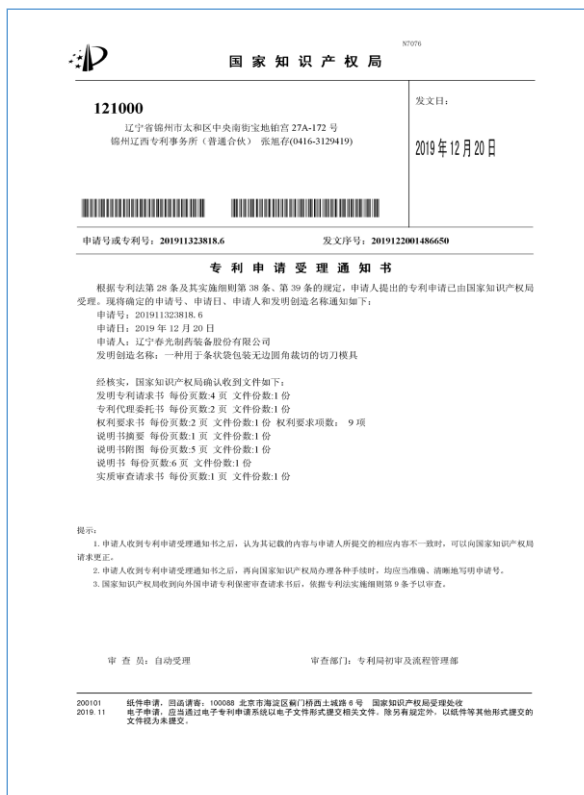 N7076
国家知识产权局
121000
辽宁省锦州市太和区中央南街宝地铂宫 27A-172 号
锦州辽西专利事务所（普通合伙） 张旭存(0416-3129419)
发文日：
2019 年 12 月 20 日
申请号或专利号：201911323818.6 发文序号：2019122001486650
专利申请受理通知书
根据专利法第 28 条及其实施细则第 38 条、第 39 条的规定，申请人提出的专利申请已由国家知识产权局
受理。现将确定的申请号、申请日、申请人和发明创造名称通知如下：
申请号：201911323818.6
申请日：2019 年 12 月 20 日
申请人：辽宁春光制药装备股份有限公司
发明创造名称：一种用于条状袋包装无边圆角裁切的切刀模具
经核实，国家知识产权局确认收到文件如下：
发明专利请求书 每份页数:4 页 文件份数:1 份
专利代理委托书 每份页数:2 页 文件份数:1 份
权利要求书 每份页数:2 页 文件份数:1 份 权利要求项数： 9 项
说明书摘要 每份页数:1 页 文件份数:1 份
说明书附图 每份页数:5 页 文件份数:1 份
说明书 每份页数:6 页 文件份数:1 份
实质审查请求书 每份页数:1 页 文件份数:1 份
提示：
1. 申请人收到专利申请受理通知书之后，认为其记载的内容与申请人所提交的相应内容不一致时，可以向国家知识产权局
请求更正。
2. 申请人收到专利申请受理通知书之后，再向国家知识产权局办理各种手续时，均应当准确、清晰地写明申请号。
3. 国家知识产权局收到向外国申请专利保密审查请求书后，依据专利法实施细则第 9 条予以审查。
审 查 员：自动受理 审查部门：专利局初审及流程管理部
200101 纸件申请，回函请寄：100088 北京市海淀区蓟门桥西土城路 6 号 国家知识产权局受理处收
2019. 11 电子申请，应当通过电子专利申请系统以电子文件形式提交相关文件。除另有规定外，以纸件等其他形式提交的
文件视为未提交。